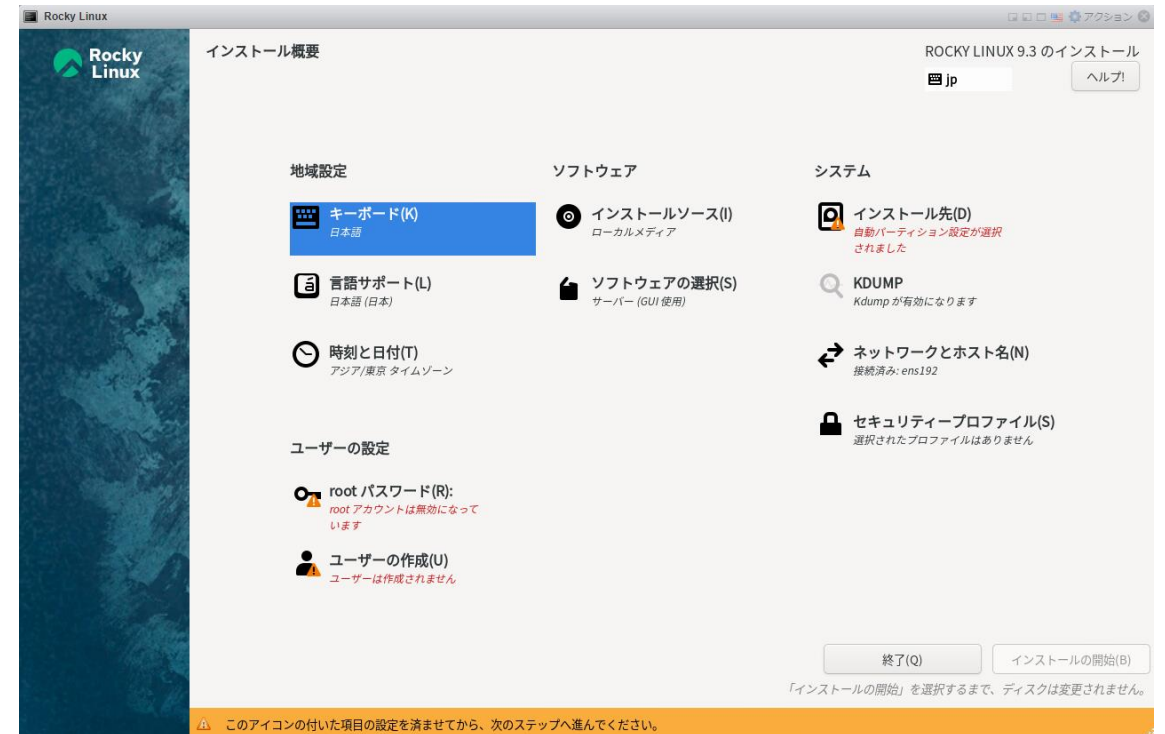 Rocky Linux
アクション
Rocky
Linux
インストール概要
ROCKY LINUX 9.3 のインストール
jp
ヘルプ!
地域設定
キーボード(K)
日本語
言語サポート(L)
日本語 (日本)
時刻と日付(T)
アジア/東京 タイムゾーン
ソフトウェア
インストールソース(I)
ローカルメディア
ソフトウェアの選択(S)
サーバー (GUI 使用)
システム
インストール先(D)
自動パーティション設定が選択
されました
KDUMP
Kdump が有効になります
ネットワークとホスト名(N)
接続済み: ens192
セキュリティープロファイル(S)
選択されたプロファイルはありません
ユーザーの設定
root パスワード(R):
root アカウントは無効になって
います
ユーザーの作成(U)
ユーザーは作成されません
終了(Q)
インストールの開始(B)
「インストールの開始」を選択するまで、ディスクは変更されません。
このアイコンの付いた項目の設定を済ませてから、次のステップへ進んでください。